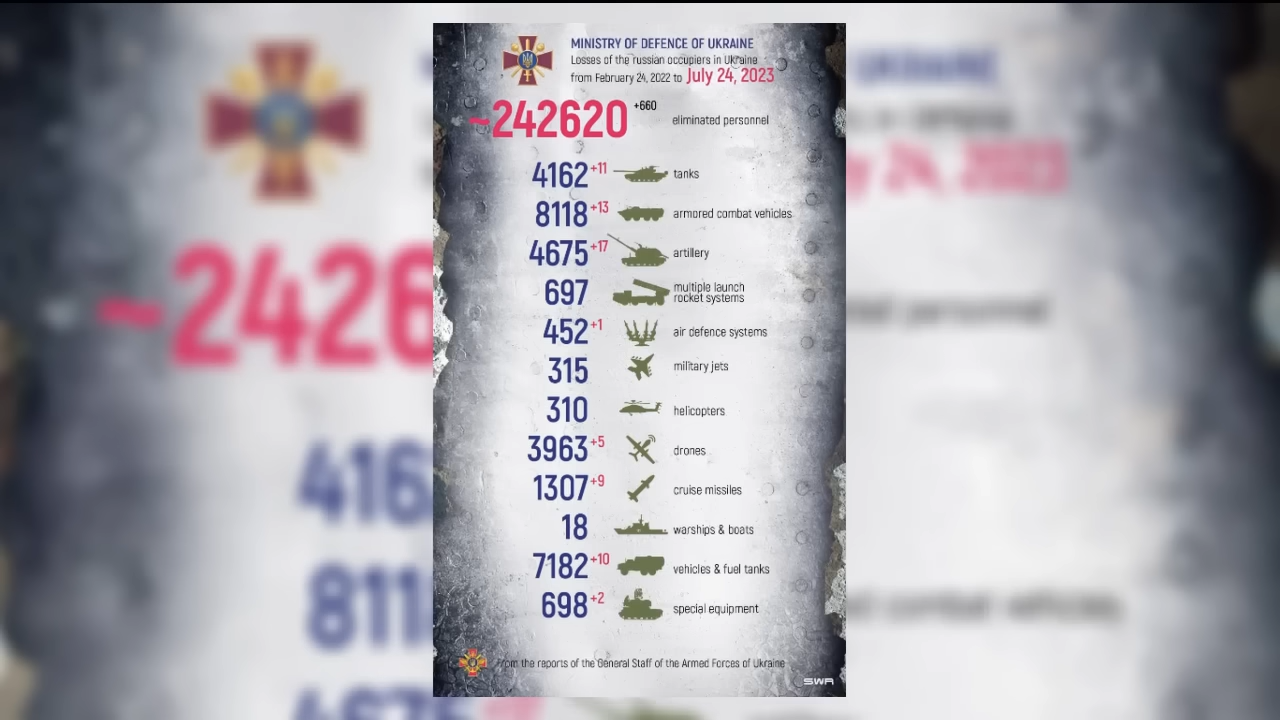 MINISTRY OF DEFENCE OF UKRAINE
Losses of the russian occupiers in Ukraine
from February 24, 2022 to July 24, 2023
~242620 +660 eliminated personnel
4162 +11 tanks
8118 +13 armored combat vehicles
4675 +17 artillery
697 multiple launch
rocket systems
452 +1 air defence systems
315 military jets
310 helicopters
3963 +5 drones
1307 +9 cruise missiles
18 warships & boats
7182 +10 vehicles & fuel tanks
698 +2 special equipment
From the reports of the General Staff of the Armed Forces of Ukraine
SWA